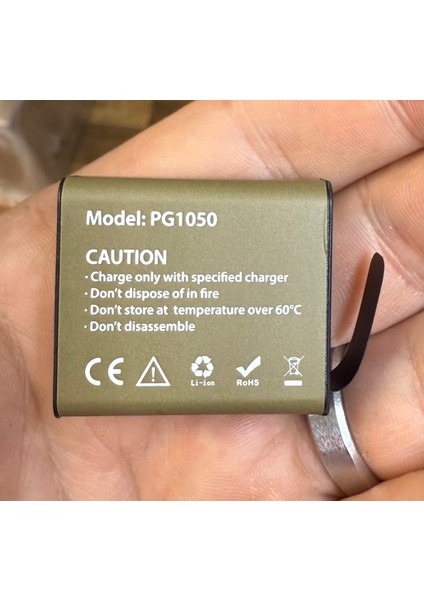 Model: PG1050
CAUTION
· Charge only with specified charger
· Don't dispose of in fire
· Don't store at temperature over 60°C
· Don't disassemble
CE
Li-ion
RoHS